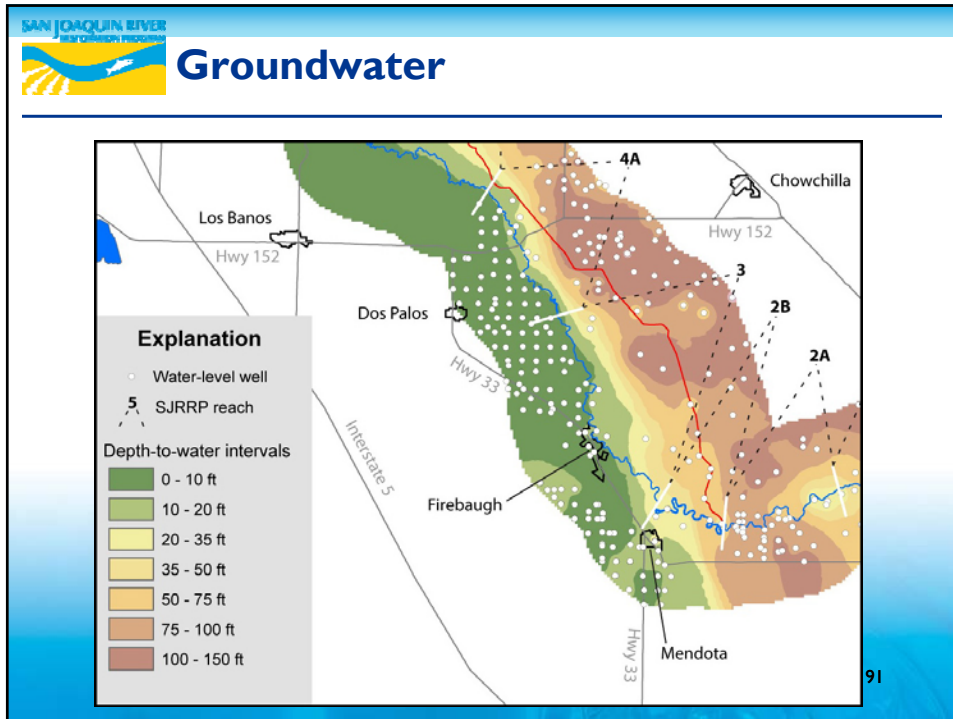 SAN JOAQUIN RIVER
RESTORATION PROGRAM
Groundwater
4A
Chowchilla
Los Banos
Hwy 152
Hwy 152
3
2B
Dos Palos
2A
Explanation
Water-level well
5 SJRRP reach
Hwy 33
Interstate 5
Depth-to-water intervals
0 - 10 ft
10 - 20 ft
20 - 35 ft
35 - 50 ft
50 - 75 ft
75 - 100 ft
100 - 150 ft
Firebaugh
Hwy 33
Mendota
91